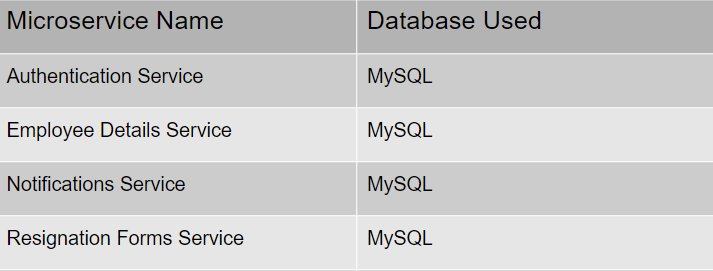 Microservice Name Database Used
Authentication Service MySQL
Employee Details Service MySQL
Notifications Service MySQL
Resignation Forms Service MySQL